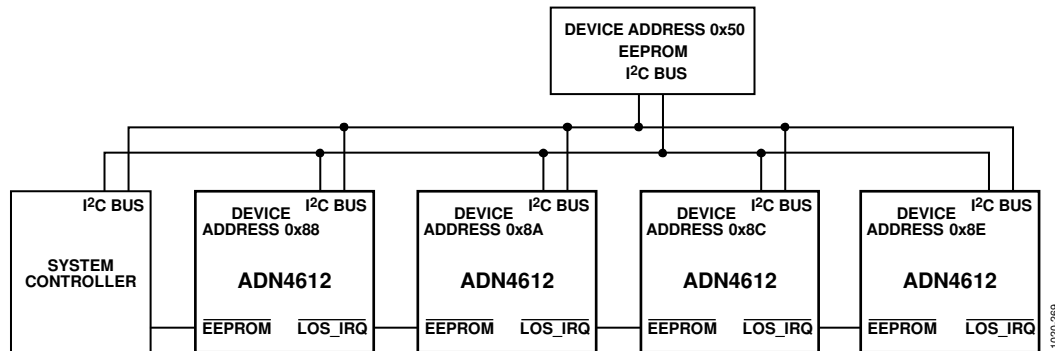 DEVICE ADDRESS 0x50
EEPROM
I²C BUS
SYSTEM
CONTROLLER
I²C BUS
DEVICE
ADDRESS 0x88
I²C BUS
ADN4612
EEPROM
LOS_IRQ
DEVICE
ADDRESS 0x8A
I²C BUS
ADN4612
EEPROM
LOS_IRQ
DEVICE
ADDRESS 0x8C
I²C BUS
ADN4612
EEPROM
LOS_IRQ
DEVICE
ADDRESS 0x8E
I²C BUS
ADN4612
EEPROM
LOS_IRQ